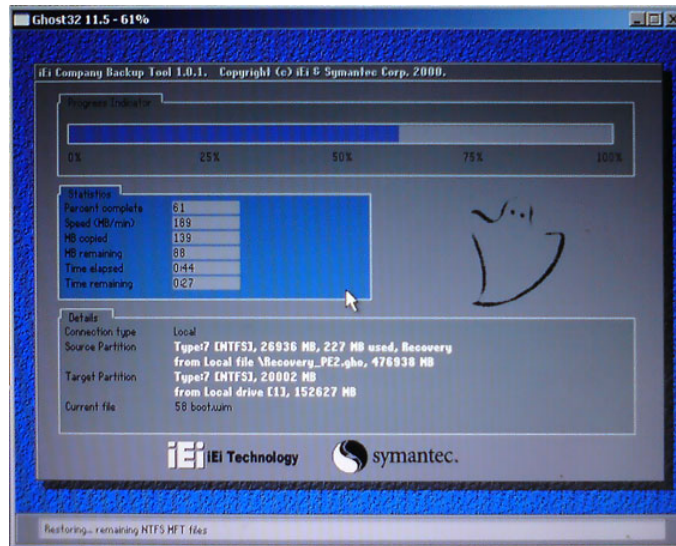 Ghost32 11.5 - 61%
iEi Company Backup Tool 1.0.1. Copyright (c) iEi & Symantec Corp, 2000.
Progress Indicator
0% 25% 50% 75% 100%
Statistics
Percent complete 61
Speed (MB/min) 189
MB copied 139
MB remaining 88
Time elapsed 0:44
Time remaining 0:27
Details
Connection type Local
Source Partition Type:7 [NTFS], 26936 MB, 227 MB used, Recovery
from Local file \Recovery_PE2.gho, 476938 MB
Target Partition Type:7 [NTFS], 20002 MB
from Local drive [1], 152627 MB
Current file 58 boot.wim
iEi iEi Technology symantec.
Restoring... remaining NTFS MFT files